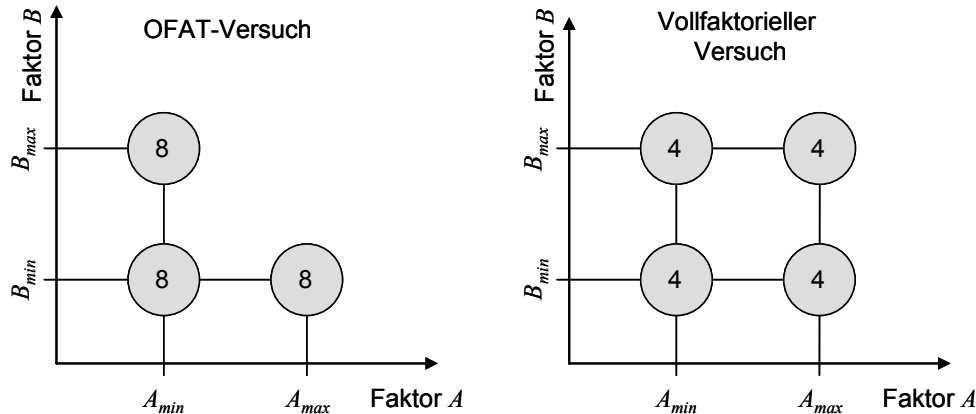 OFAT-Versuch
Faktor B
B_max
8
B_min
8
8
A_min
A_max
Faktor A
Vollfaktorieller
Versuch
Faktor B
B_max
4
4
B_min
4
4
A_min
A_max
Faktor A